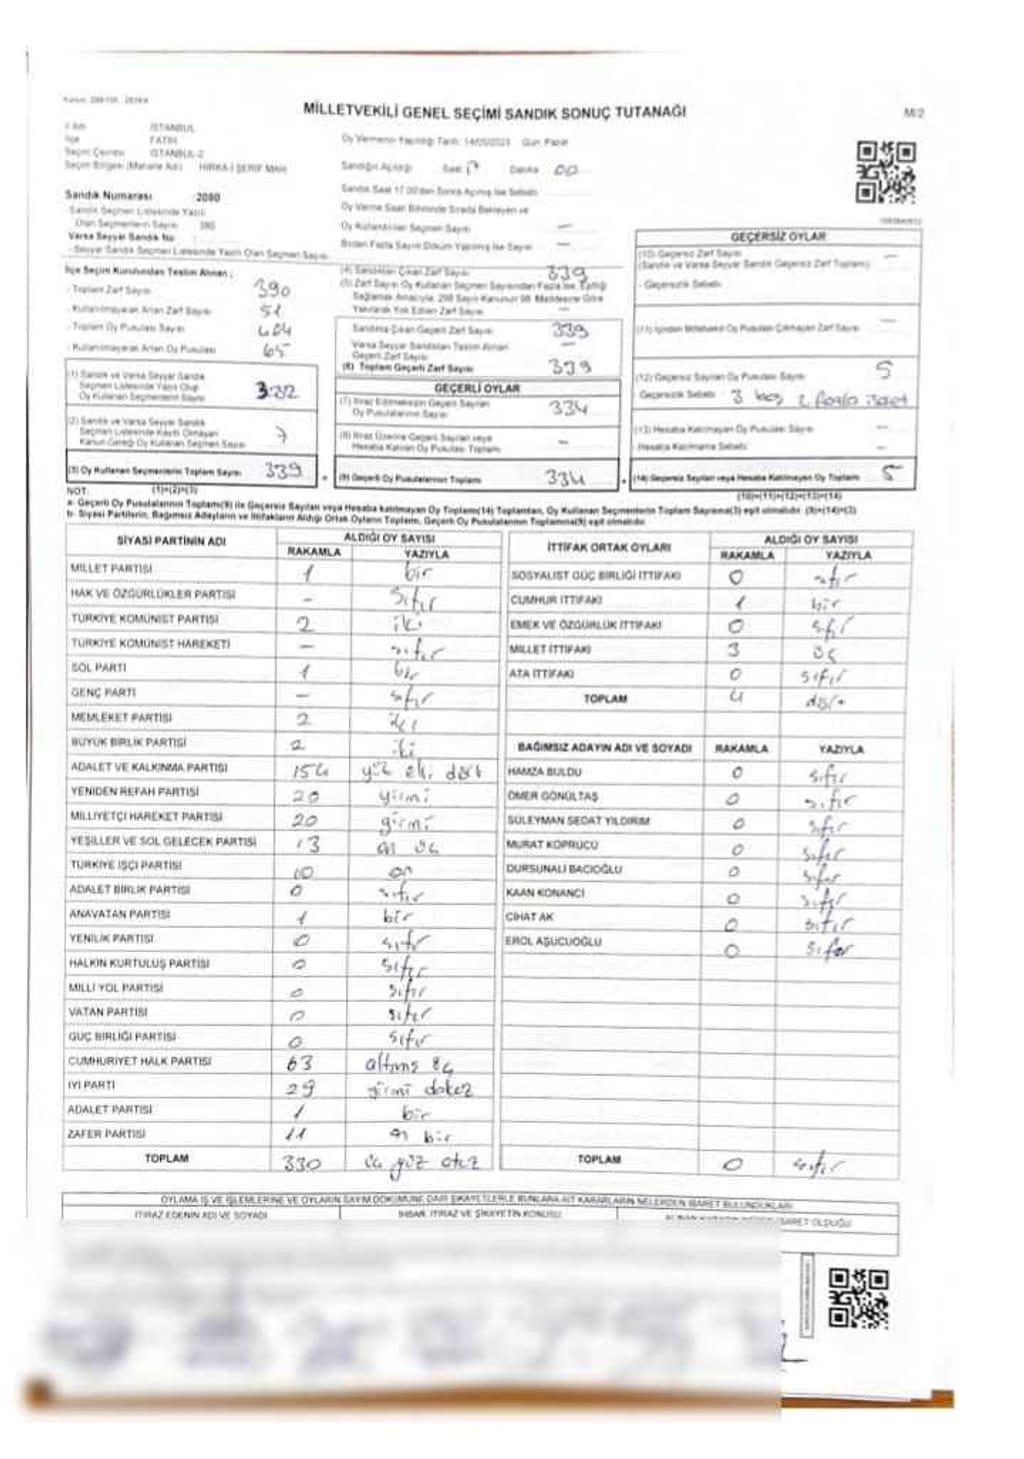 MİLLETVEKİLİ GENEL SEÇİMİ SANDIK SONUÇ TUTANAĞI
M/2
İl Adı İSTANBUL
İlçe FATİH
Seçim Çevresi İSTANBUL-2
Seçim Bölgesi (Mahalle Adı) HIRKA-İ ŞERİF MAH.
Sandık Numarası :2080
Sandık Seçmen Listesinde Yazılı
Olan Seçmenlerin Sayısı 390
Varsa Seyyar Sandık No
Seyyar Sandık Seçmen Listesinde Yazılı Olan Seçmen Sayısı
Oy Vermenin Yapıldığı Tarih: 14/05/2023 Gün: Pazar
Sandığın Açıldığı Saat 17 Dakika 00
Sandık Saat 17.00'den Sonra Açılmış İse Sebebi
Oy Verme Saati Bitiminde Sırada Bekleyen ve
Oy Kullandırılan Seçmen Sayısı —
Birden Fazla Sayım Döküm Yapılmış İse Sayısı —
İlçe Seçim Kurulundan Teslim Alınan ;
- Toplam Zarf Sayısı 390
- Kullanılmayarak Artan Zarf Sayısı 51
- Toplam Oy Pusulası Sayısı 404
- Kullanılmayarak Artan Oy Pusulası 65
(1) Sandık ve Varsa Seyyar Sandık
Seçmen Listesinde Yazılı Olup
Oy Kullanan Seçmenlerin Sayısı 332
(2) Sandık ve Varsa Seyyar Sandık
Seçmen Listesinde Kaydı Olmayan
Kanun Gereği Oy Kullanan Seçmen Sayısı 7
(3) Oy Kullanan Seçmenlerin Toplam Sayısı 339
(1)+(2)=(3)
(4) Sandıktan Çıkan Zarf Sayısı 339
(5) Zarf Sayısı Oy Kullanan Seçmen Sayısından Fazla İse, Eşitliği
Sağlamak Amacıyla, 298 Sayılı Kanunun 98. Maddesine Göre
Yakılarak Yok Edilen Zarf Sayısı —
Sandıktan Çıkan Geçerli Zarf Sayısı 339
Varsa Seyyar Sandıktan Teslim Alınan
Geçerli Zarf Sayısı —
(6) Toplam Geçerli Zarf Sayısı 339
GEÇERLİ OYLAR
(7) İtiraz Edilmeksizin Geçerli Sayılan
Oy Pusulalarının Sayısı 334
(8) İtiraz Üzerine Geçerli Sayılan veya
Hesaba Katılan Oy Pusulası Toplamı —
(9) Geçerli Oy Pusulalarının Toplamı 334
GEÇERSİZ OYLAR
(10) Geçersiz Zarf Sayısı —
(Sandık ve Varsa Seyyar Sandık Geçersiz Zarf Toplamı)
- Geçersizlik Sebebi
(11) İçinden Milletvekili Oy Pusulası Çıkmayan Zarf Sayısı —
(12) Geçersiz Sayılan Oy Pusulası Sayısı 5
Geçersizlik Sebebi 3 boş 2 fazla işaret
(13) Hesaba Katılmayan Oy Pusulası Sayısı —
Hesaba Katılmama Sebebi —
(14) Geçersiz Sayılan veya Hesaba Katılmayan Oy Toplamı 5
(10)+(11)+(12)+(13)=(14)
NOT:
a- Geçerli Oy Pusulalarının Toplamı(9) ile Geçersiz Sayılan veya Hesaba Katılmayan Oy Toplamı(14) Toplamları, Oy Kullanan Seçmenlerin Toplam Sayısına(3) eşit olmalıdır. (9)+(14)=(3)
b- Siyasi Partilerin, Bağımsız Adayların ve İttifakların Aldığı Ortak Oyların Toplamı, Geçerli Oy Pusulalarının Toplamına(9) eşit olmalıdır.
SİYASİ PARTİNİN ADI ALDIĞI OY SAYISI
RAKAMLA YAZIYLA
MİLLET PARTİSİ 1 bir
HAK VE ÖZGÜRLÜKLER PARTİSİ – sıfır
TÜRKİYE KOMÜNİST PARTİSİ 2 iki
TÜRKİYE KOMÜNİST HAREKETİ – sıfır
SOL PARTİ 1 bir
GENÇ PARTİ – sıfır
MEMLEKET PARTİSİ 2 iki
BÜYÜK BİRLİK PARTİSİ 2 iki
ADALET VE KALKINMA PARTİSİ 154 yüz elli dört
YENİDEN REFAH PARTİSİ 20 yirmi
MİLLİYETÇİ HAREKET PARTİSİ 20 yirmi
YEŞİLLER VE SOL GELECEK PARTİSİ 13 on üç
TÜRKİYE İŞÇİ PARTİSİ 10 on
ADALET BİRLİK PARTİSİ 0 sıfır
ANAVATAN PARTİSİ 1 bir
YENİLİK PARTİSİ 0 sıfır
HALKIN KURTULUŞ PARTİSİ 0 sıfır
MİLLİ YOL PARTİSİ 0 sıfır
VATAN PARTİSİ 0 sıfır
GÜÇ BİRLİĞİ PARTİSİ 0 sıfır
CUMHURİYET HALK PARTİSİ 63 altmış üç
İYİ PARTİ 29 yirmi dokuz
ADALET PARTİSİ 1 bir
ZAFER PARTİSİ 11 on bir
TOPLAM 330 üç yüz otuz
İTTİFAK ORTAK OYLARI ALDIĞI OY SAYISI
RAKAMLA YAZIYLA
SOSYALİST GÜÇ BİRLİĞİ İTTİFAKI 0 sıfır
CUMHUR İTTİFAKI 1 bir
EMEK VE ÖZGÜRLÜK İTTİFAKI 0 sıfır
MİLLET İTTİFAKI 3 üç
ATA İTTİFAKI 0 sıfır
TOPLAM 4 dört
BAĞIMSIZ ADAYIN ADI VE SOYADI RAKAMLA YAZIYLA
HAMZA BULDU 0 sıfır
ÖMER GÖNÜLTAŞ 0 sıfır
SÜLEYMAN SEDAT YILDIRIM 0 sıfır
MURAT KÖPRÜCÜ 0 sıfır
DURSUNALİ BACIOĞLU 0 sıfır
KAAN KONANCI 0 sıfır
CİHAT AK 0 sıfır
EROL AŞUCUOĞLU 0 sıfır
TOPLAM 0 sıfır
OYLAMA İŞ VE İŞLEMLERİNE VE OYLARIN SAYIM DÖKÜMÜNE DAİR ŞİKAYETLERLE BUNLARA AİT KARARLARIN NELERDEN İBARET BULUNDUKLARI
İTİRAZ EDENİN ADI VE SOYADI İHBAR, İTİRAZ VE ŞİKAYETİN KONUSU